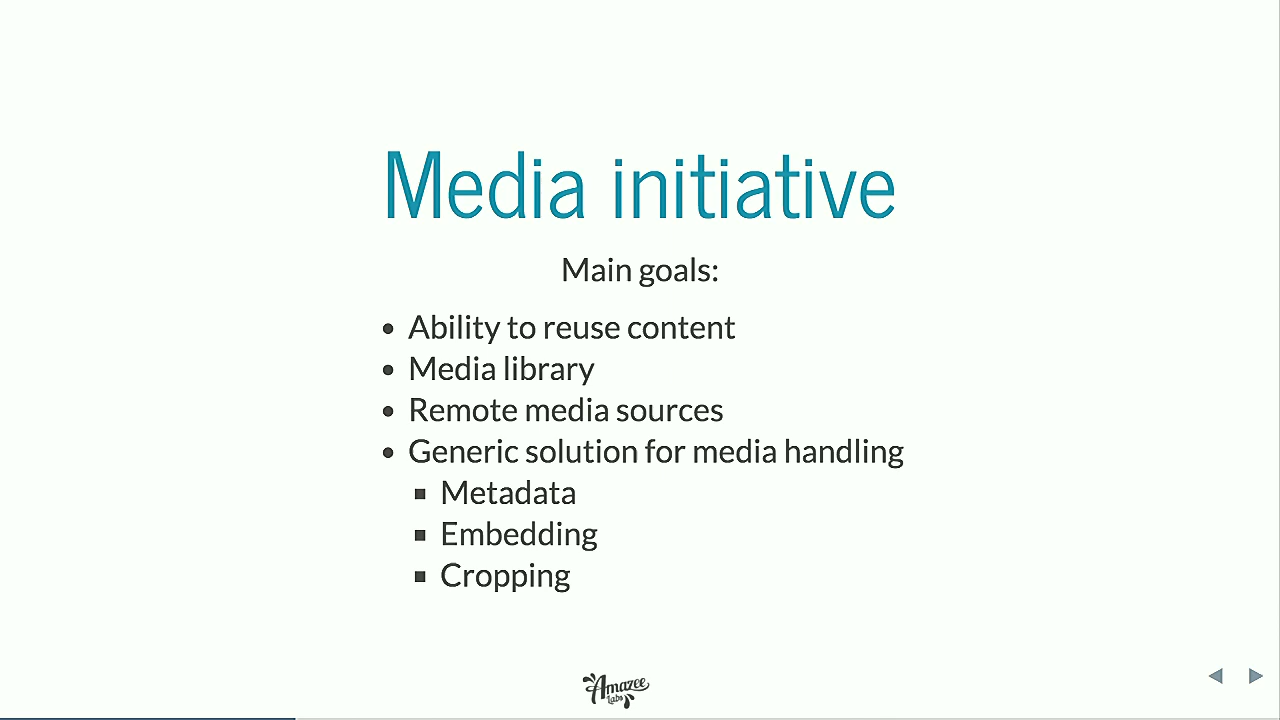 Media initiative
Main goals:
Ability to reuse content
Media library
Remote media sources
Generic solution for media handling
Metadata
Embedding
Cropping
Amazee
Labs